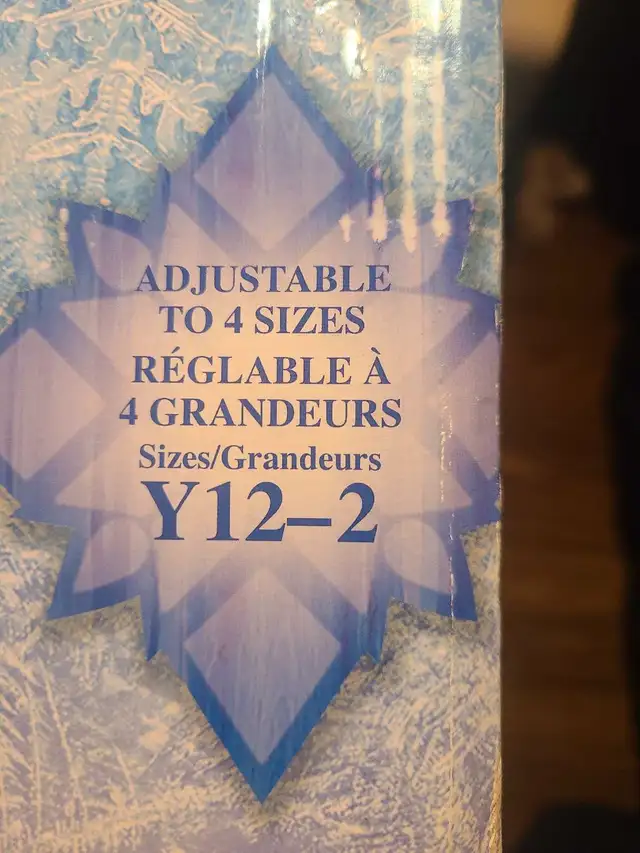 ADJUSTABLE
TO 4 SIZES
RÉGLABLE À
4 GRANDEURS
Sizes/Grandeurs
Y12–2